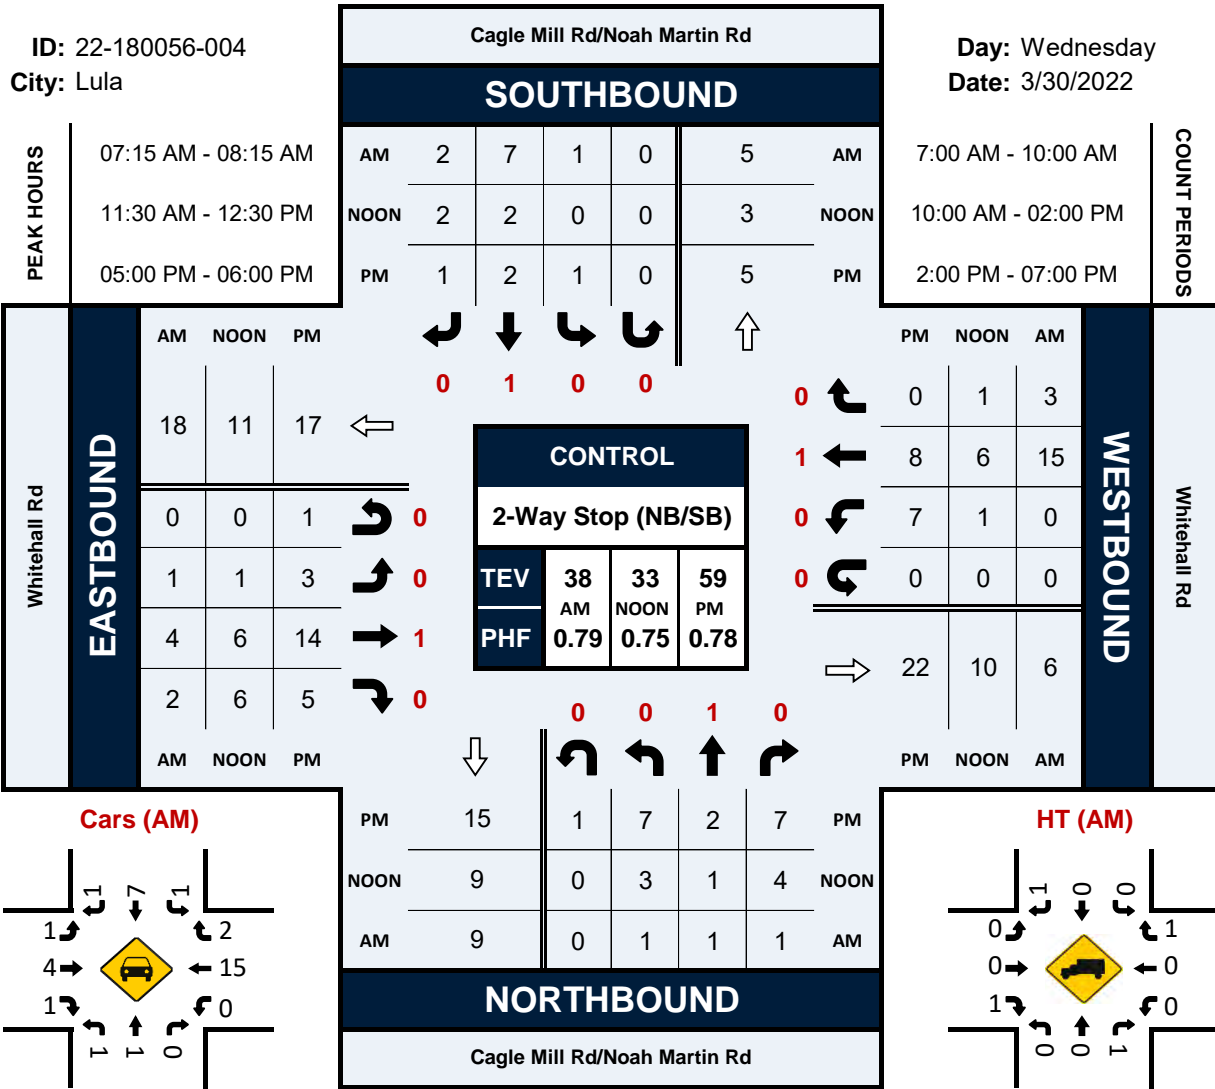 Cagle Mill Rd/Noah Martin Rd
ID: 22-180056-004
City: Lula
Day: Wednesday
Date: 3/30/2022
SOUTHBOUND
PEAK HOURS
07:15 AM - 08:15 AM
11:30 AM - 12:30 PM
05:00 PM - 06:00 PM
AM 2 7 1 0 5 AM
NOON 2 2 0 0 3 NOON
PM 1 2 1 0 5 PM
7:00 AM - 10:00 AM
10:00 AM - 02:00 PM
2:00 PM - 07:00 PM
COUNT PERIODS
0 1 0 0
Whitehall Rd
EASTBOUND
AM NOON PM
18 11 17
0 0 1 0
1 1 3 0
4 6 14 1
2 6 5 0
AM NOON PM
CONTROL
2-Way Stop (NB/SB)
TEV 38 33 59
AM NOON PM
PHF 0.79 0.75 0.78
PM NOON AM
0 0 1 3
1 8 6 15
0 7 1 0
0 0 0 0
22 10 6
PM NOON AM
WESTBOUND
Whitehall Rd
0 0 1 0
PM 15 1 7 2 7 PM
NOON 9 0 3 1 4 NOON
AM 9 0 1 1 1 AM
NORTHBOUND
Cagle Mill Rd/Noah Martin Rd
Cars (AM)
1 7 1
1 2
4 15
1 0
1 1 0
HT (AM)
1 0 0
0 1
0 0
1 0
0 0 1